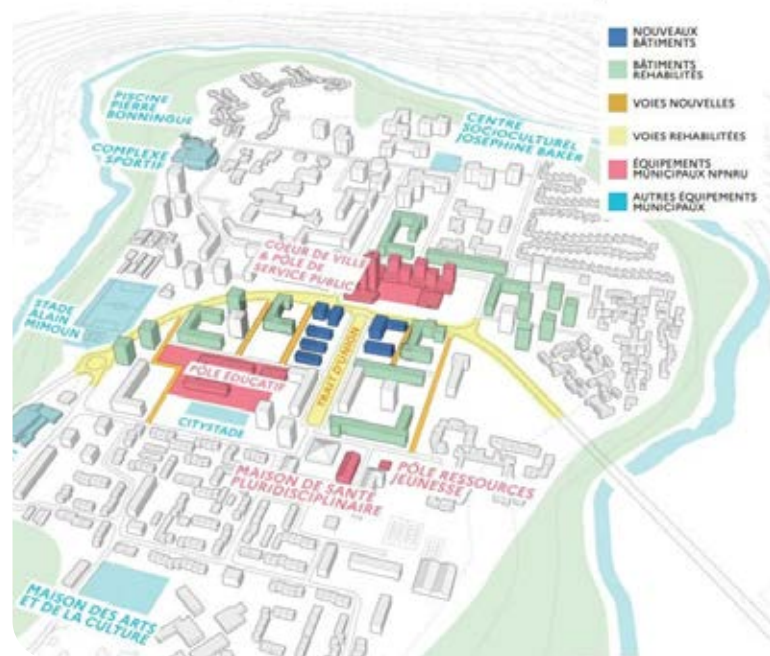 NOUVEAUX
BÂTIMENTS
BÂTIMENTS
RÉHABILITÉS
VOIES NOUVELLES
VOIES REHABILITÉES
ÉQUIPEMENTS
MUNICIPAUX NPNRU
AUTRES ÉQUIPEMENTS
MUNICIPAUX
PISCINE
PIERRE
BONNINGUE
COMPLEXE
SPORTIF
CENTRE
SOCIOCULTUREL
JOSÉPHINE BAKER
COEUR DE VILLE
& PÔLE DE
SERVICE PUBLIC
STADE
ALAIN
MIMOUN
PÔLE ÉDUCATIF
TRAIT D'UNION
CITYSTADE
MAISON DE SANTÉ
PLURIDISCIPLINAIRE
PÔLE RESSOURCES
JEUNESSE
MAISON DES ARTS
ET DE LA CULTURE